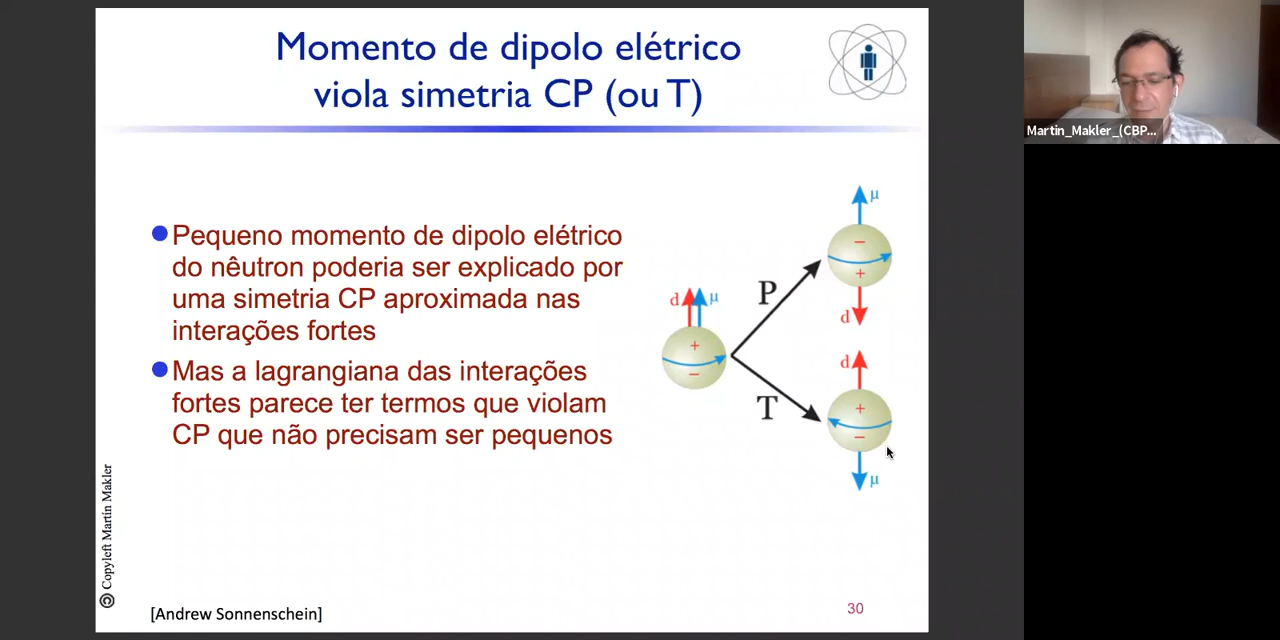 Momento de dipolo elétrico
viola simetria CP (ou T)
Martin_Makler_(CBP...
Pequeno momento de dipolo elétrico
do nêutron poderia ser explicado por
uma simetria CP aproximada nas
interações fortes
Mas a lagrangiana das interações
fortes parece ter termos que violam
CP que não precisam ser pequenos
d μ
+
−
P
T
μ
−
+
d
d
+
−
μ
© Copyleft Martin Makler
[Andrew Sonnenschein]
30